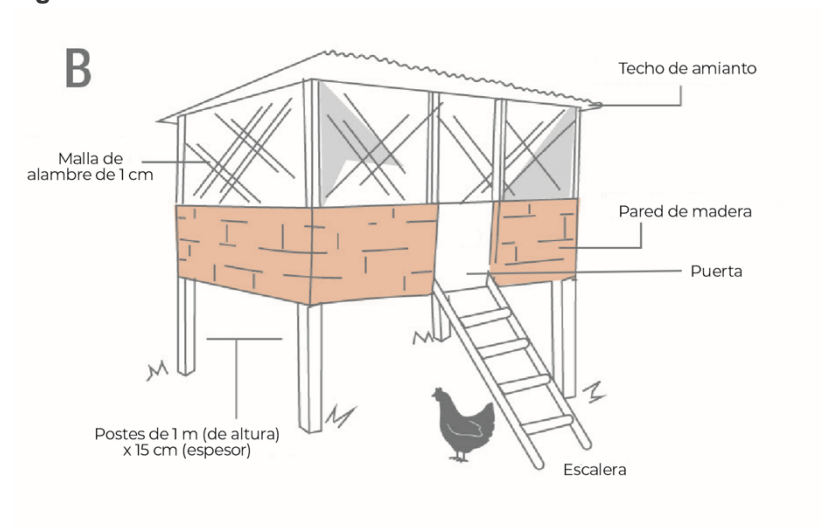 B
Techo de amianto
Malla de
alambre de 1 cm
Pared de madera
Puerta
Postes de 1 m (de altura)
x 15 cm (espesor)
Escalera